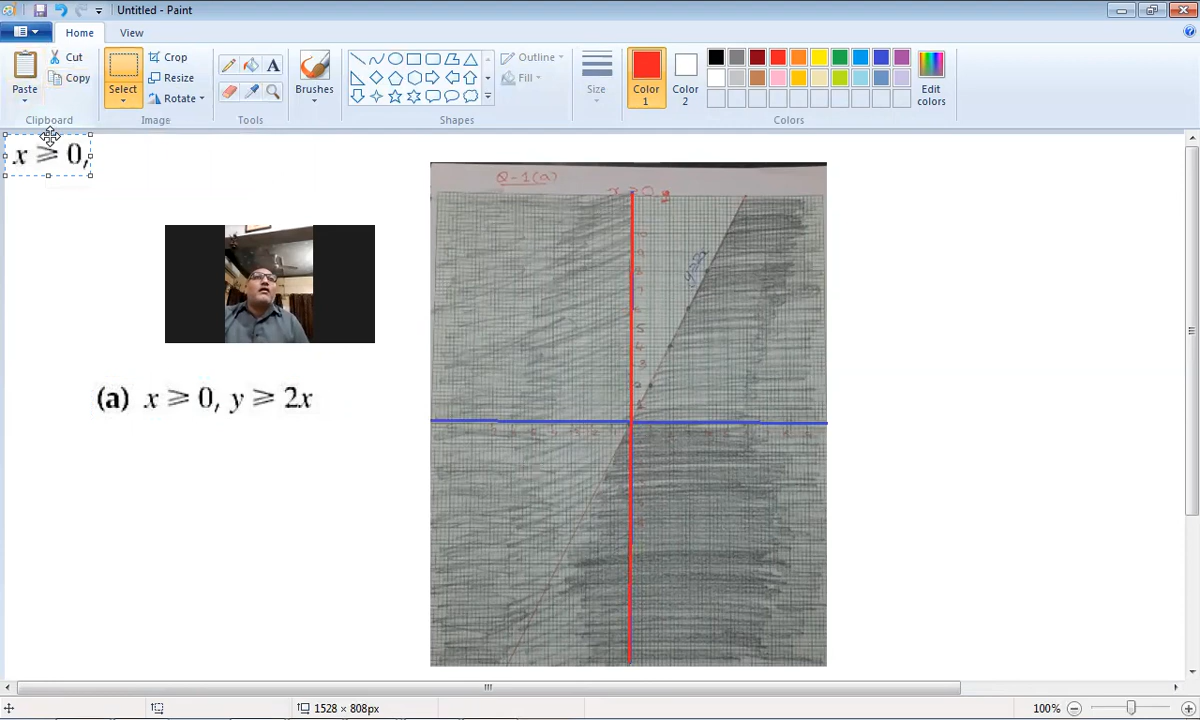 Untitled - Paint
Home
View
Paste
Cut
Copy
Clipboard
Select
Crop
Resize
Rotate
Image
A
Tools
Brushes
Shapes
Outline
Fill
Size
Color 1
Color 2
Edit colors
Colors
x ⩾ 0,
Q-1(a)
(a) x ⩾ 0, y ⩾ 2x
1528 × 808px
100%